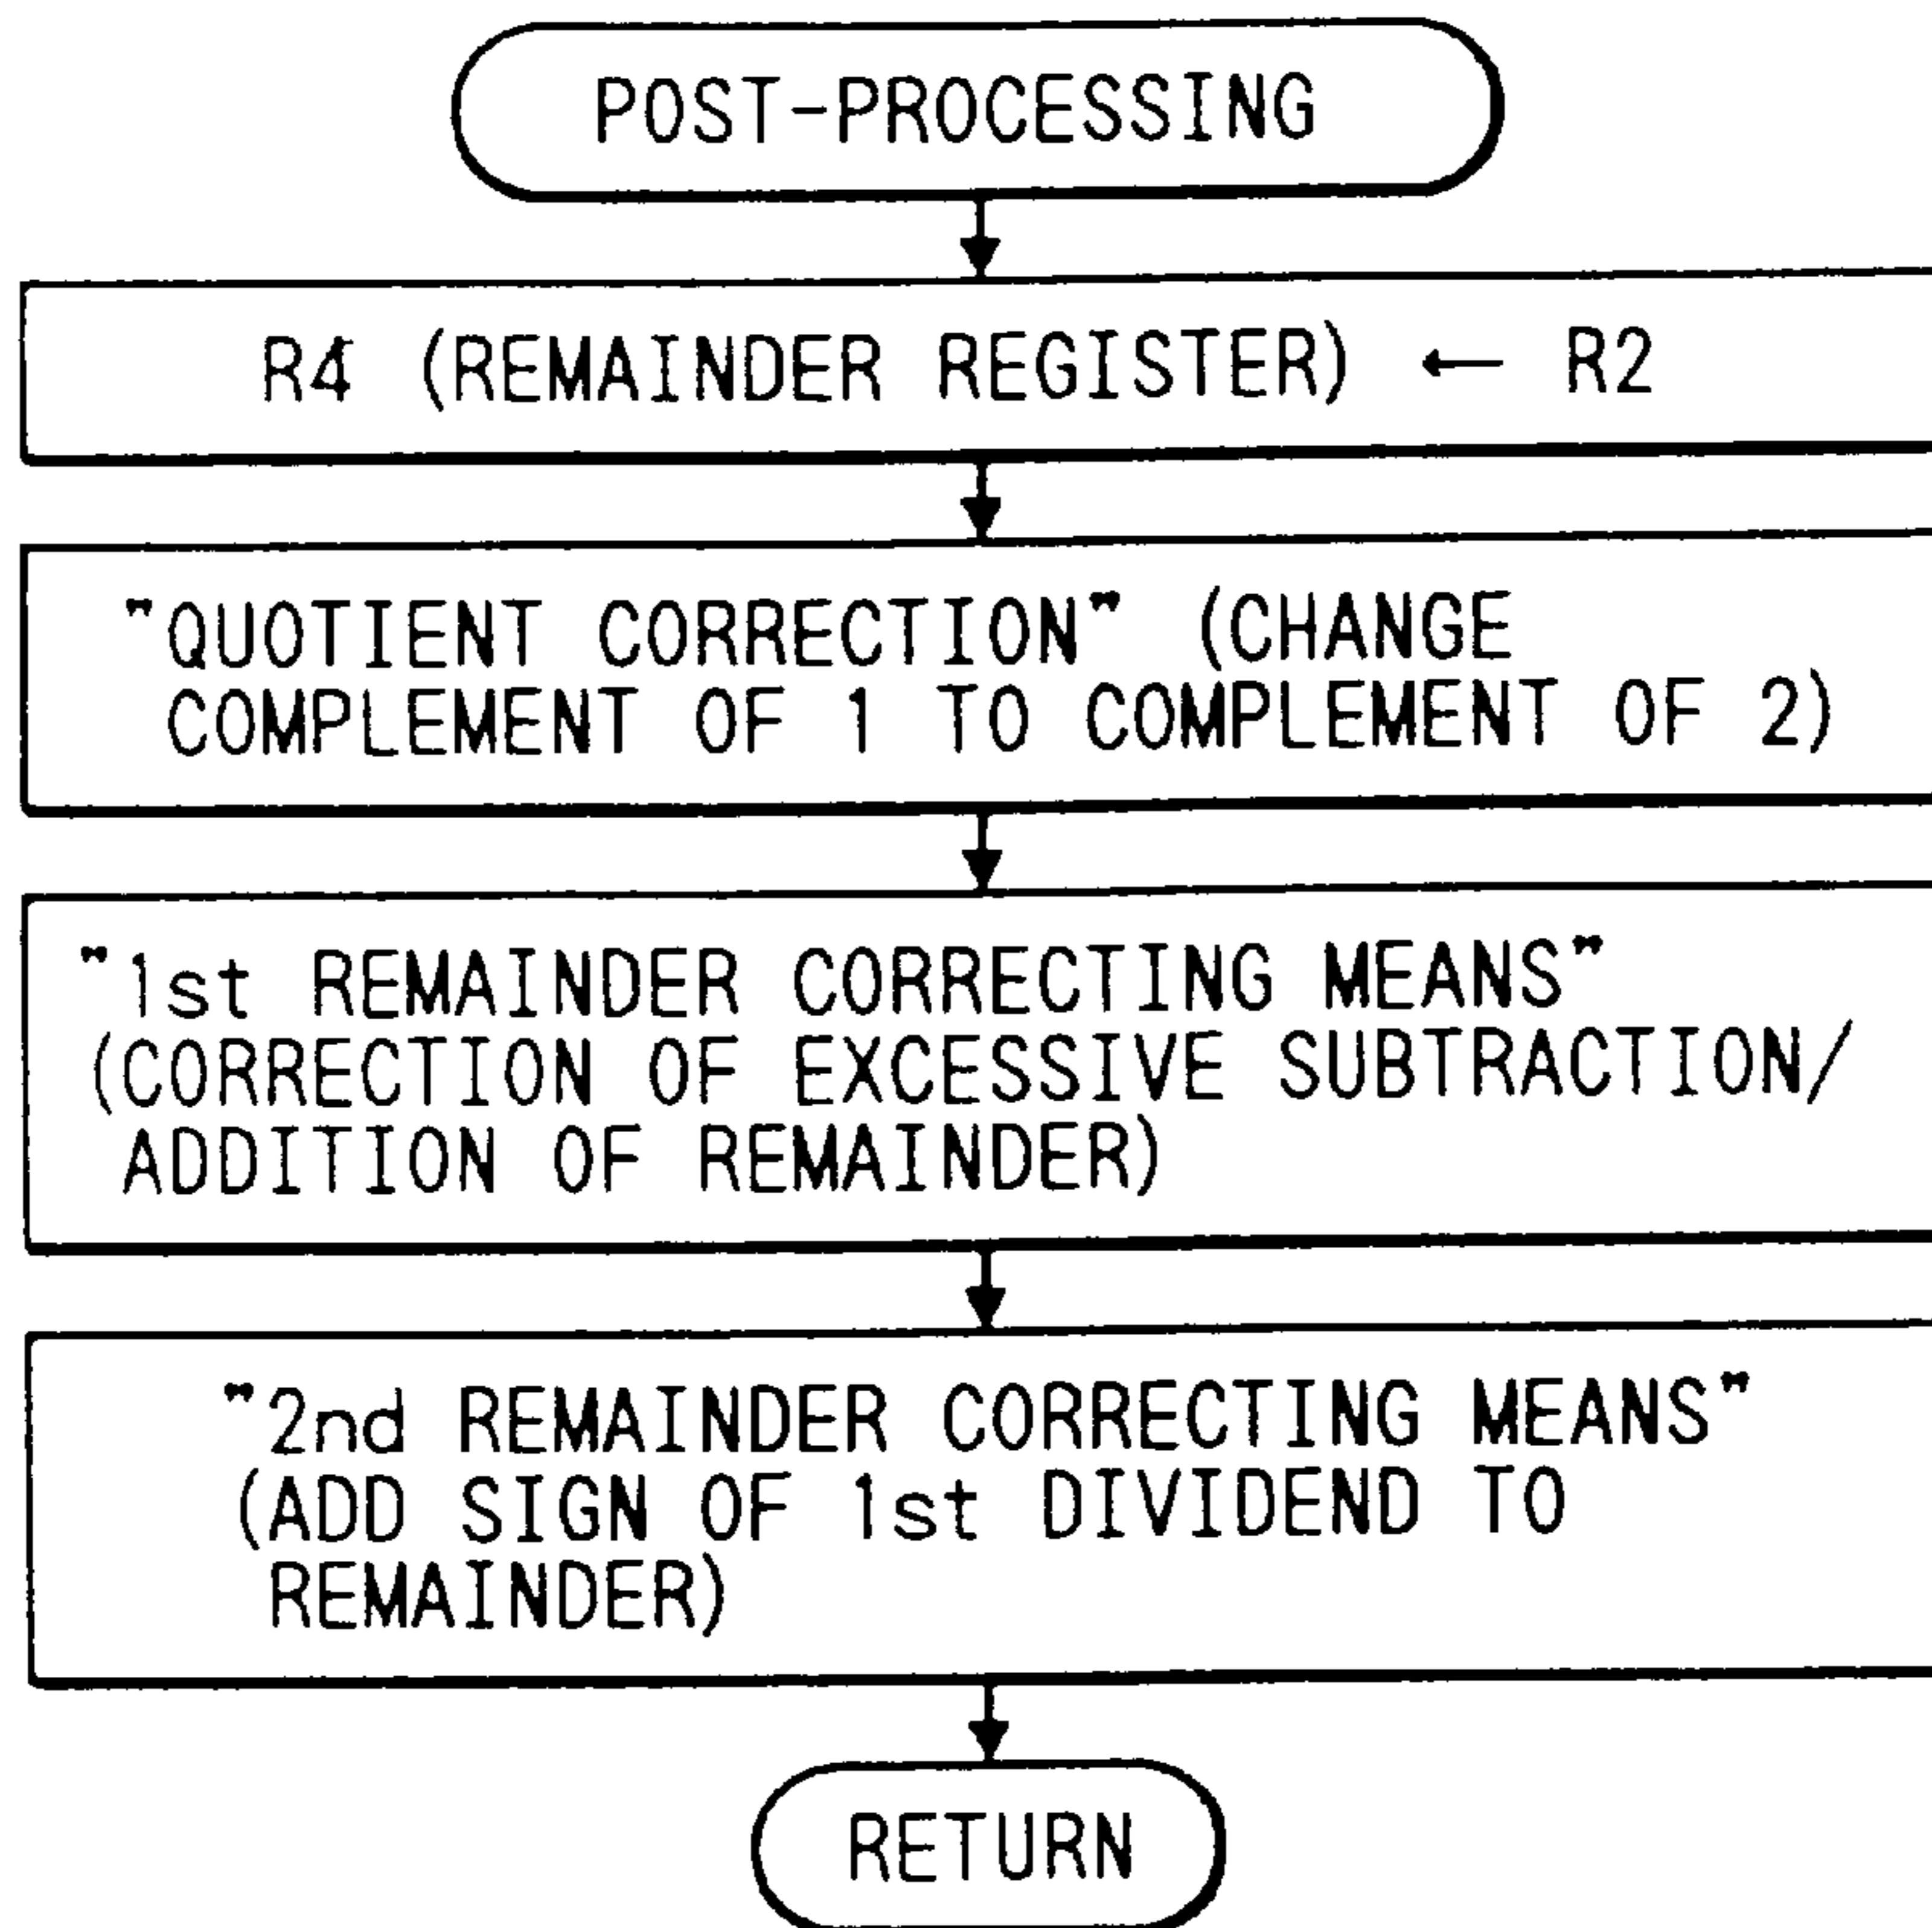 POST-PROCESSING
R4 (REMAINDER REGISTER) ← R2
"QUOTIENT CORRECTION" (CHANGE
COMPLEMENT OF 1 TO COMPLEMENT OF 2)
"1st REMAINDER CORRECTING MEANS"
(CORRECTION OF EXCESSIVE SUBTRACTION/
ADDITION OF REMAINDER)
"2nd REMAINDER CORRECTING MEANS"
(ADD SIGN OF 1st DIVIDEND TO
REMAINDER)
RETURN